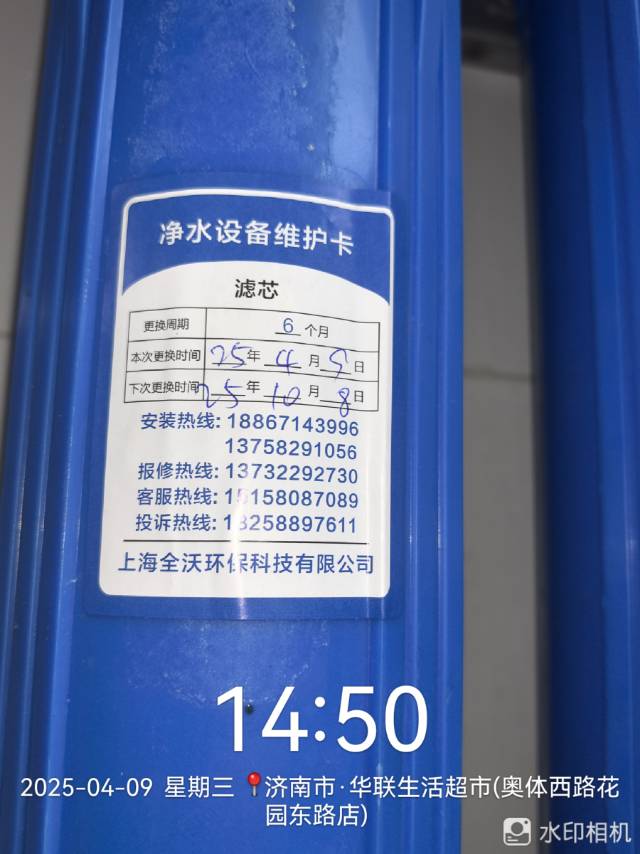 净水设备维护卡
滤芯
更换周期 6 个月
本次更换时间 25 年 4 月 9 日
下次更换时间 25 年 10 月 8 日
安装热线: 18867143996
13758291056
报修热线: 13732292730
客服热线: 15158087089
投诉热线: 18258897611
上海全沃环保科技有限公司
14:50
2025-04-09 星期三 济南市·华联生活超市(奥体西路花
园东路店)
水印相机